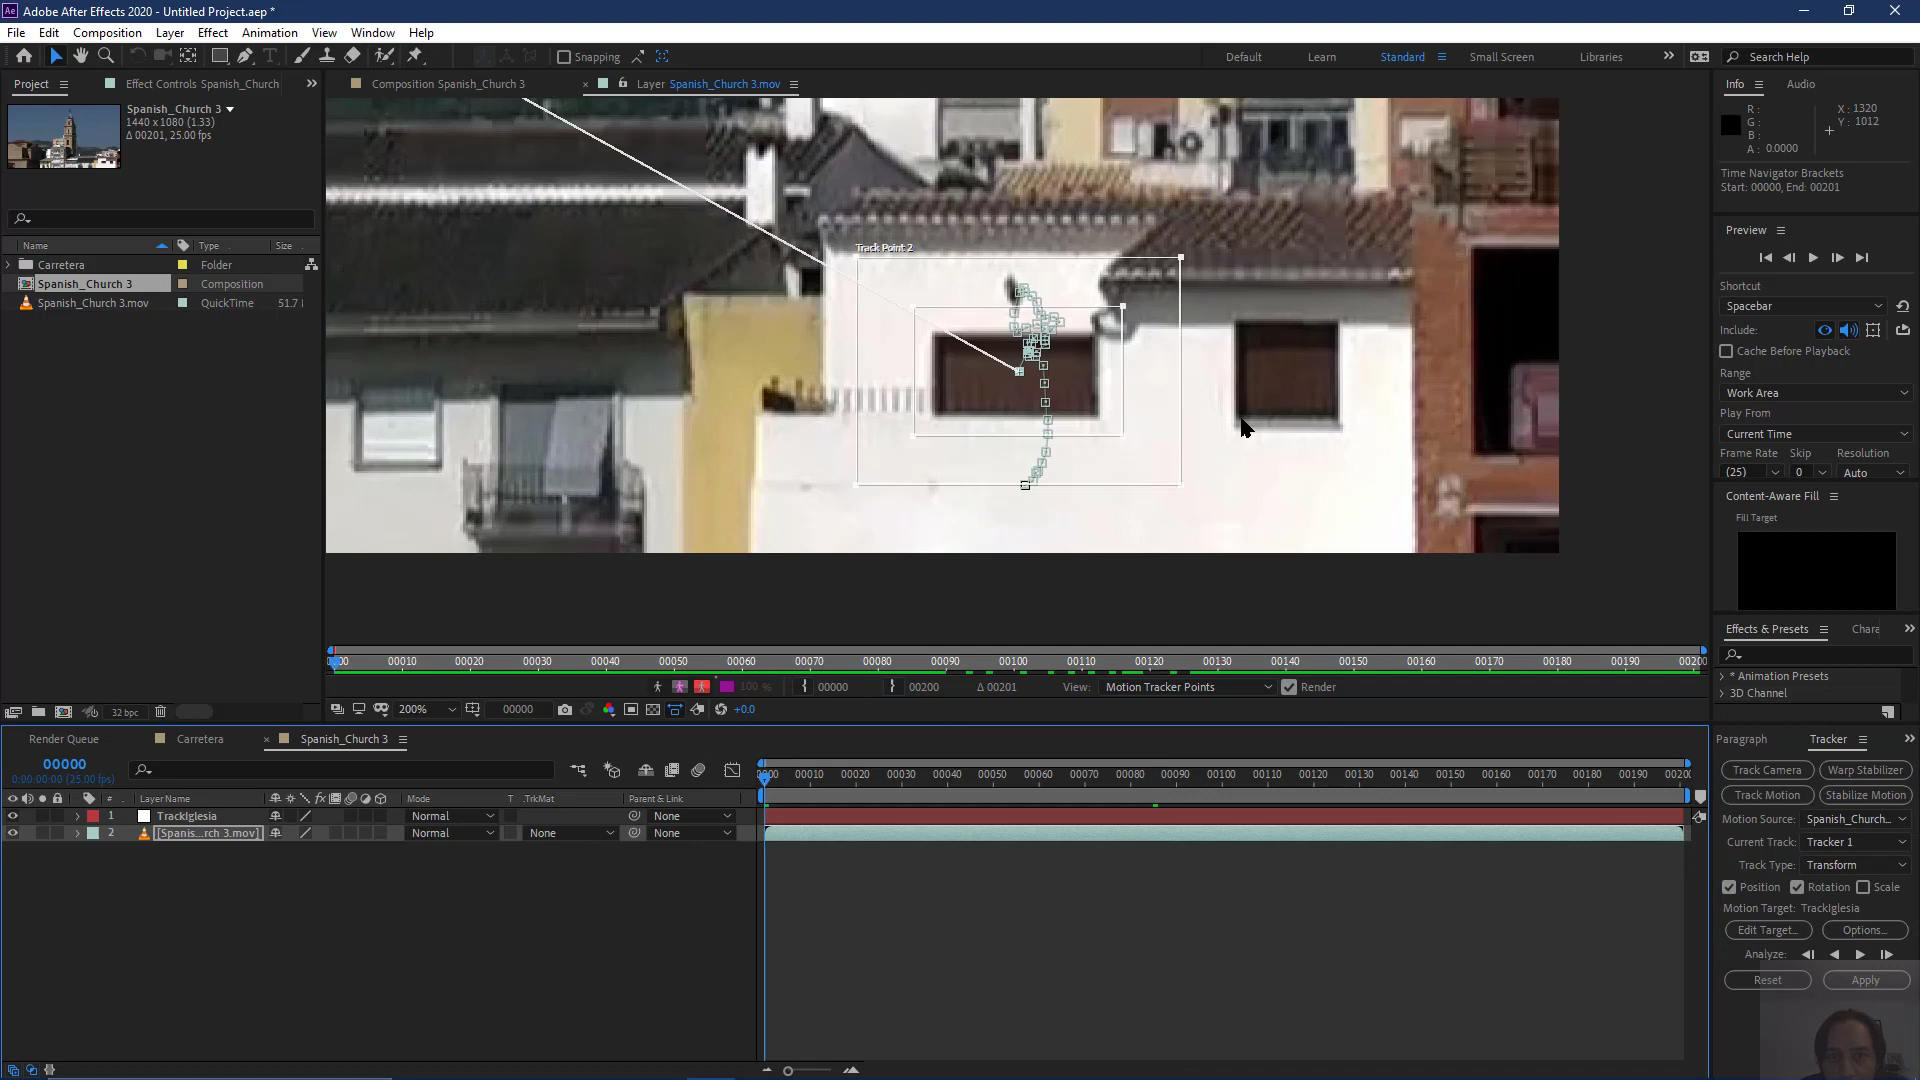 Adobe After Effects 2020 - Untitled Project.aep *
File Edit Composition Layer Effect Animation View Window Help
Snapping Default Learn Standard Small Screen Libraries Search Help
Project Effect Controls Spanish_Church Composition Spanish_Church 3 Layer Spanish_Church 3.mov Info Audio
Spanish_Church 3
1440 x 1080 (1.33)
Δ 00201, 25.00 fps
R :
G :
B :
A : 0.0000
X : 1320
Y : 1012
Time Navigator Brackets
Start: 00000, End: 00201
Name Type Size
Carretera Folder
Spanish_Church 3 Composition
Spanish_Church 3.mov QuickTime 51.7
Track Point 2
Preview
Shortcut
Spacebar
Include:
Cache Before Playback
Range
Work Area
Play From
Current Time
Frame Rate Skip Resolution
(25) 0 Auto
Content-Aware Fill
Fill Target
Effects & Presets Chara
* Animation Presets
3D Channel
00010 00020 00030 00040 00050 00060 00070 00080 00090 00100 00110 00120 00130 00140 00150 00160 00170 00180 00190 00200
100 % 00000 00200 Δ 00201 View: Motion Tracker Points Render
32 bpc 200% 00000 +0.0
Render Queue Carretera Spanish_Church 3
00000
0:00:00:00 (25.00 fps)
00010 00020 00030 00040 00050 00060 00070 00080 00090 00100 00110 00120 00130 00140 00150 00160 00170 00180 00190
# Layer Name fx Mode T .TrkMat Parent & Link
1 TrackIglesia Normal None
2 [Spanis...rch 3.mov] Normal None None
Paragraph Tracker
Track Camera Warp Stabilizer
Track Motion Stabilize Motion
Motion Source: Spanish_Church...
Current Track: Tracker 1
Track Type: Transform
Position Rotation Scale
Motion Target: TrackIglesia
Edit Target... Options...
Analyze:
Reset Apply